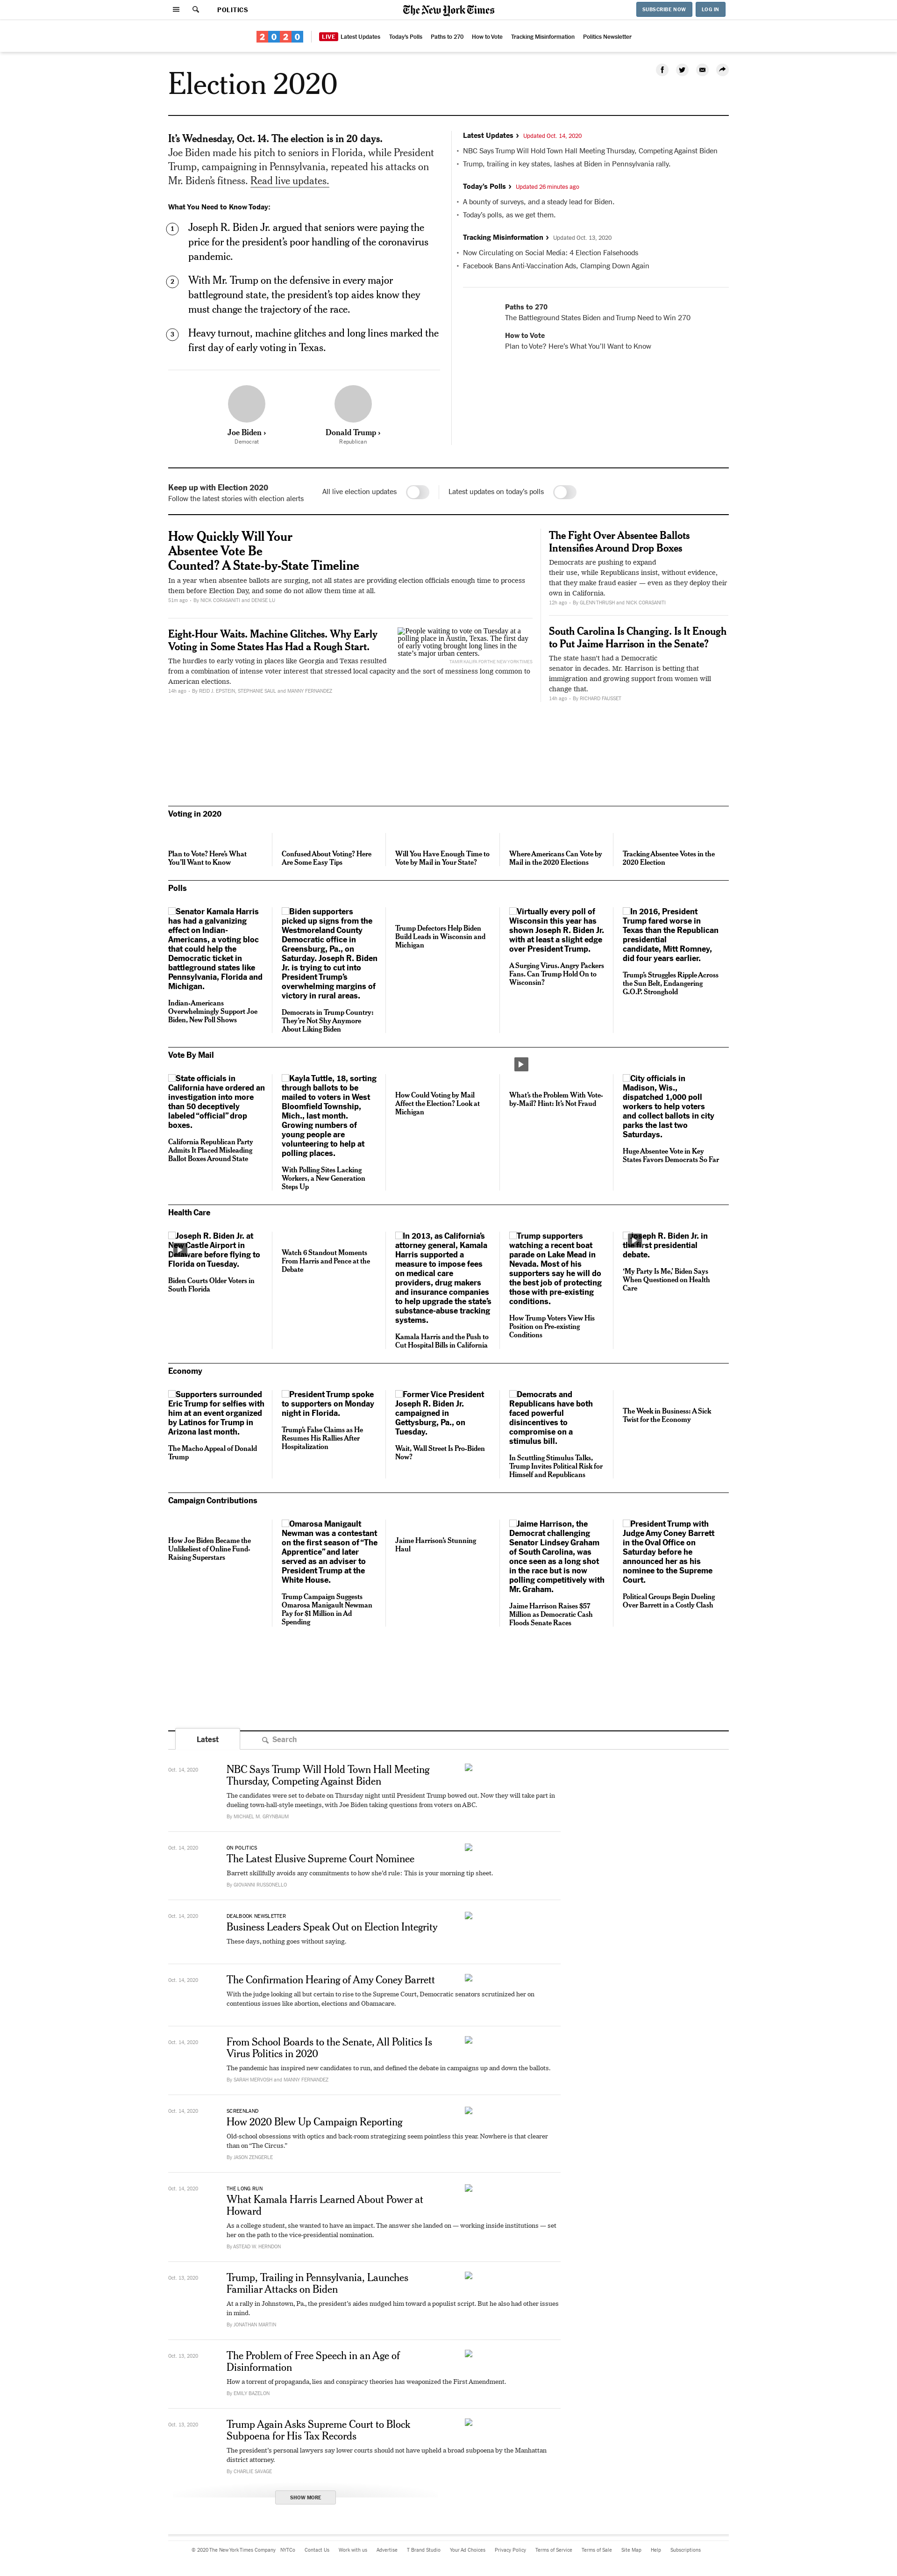 POLITICS
The New York Times
SUBSCRIBE NOW
LOG IN
2020
LIVE Latest Updates
Today's Polls
Paths to 270
How to Vote
Tracking Misinformation
Politics Newsletter
Election 2020
It's Wednesday, Oct. 14. The election is in 20 days.
Joe Biden made his pitch to seniors in Florida, while President
Trump, campaigning in Pennsylvania, repeated his attacks on
Mr. Biden's fitness. Read live updates.
What You Need to Know Today:
1
Joseph R. Biden Jr. argued that seniors were paying the
price for the president's poor handling of the coronavirus
pandemic.
2
With Mr. Trump on the defensive in every major
battleground state, the president's top aides know they
must change the trajectory of the race.
3
Heavy turnout, machine glitches and long lines marked the
first day of early voting in Texas.
Joe Biden ›
Democrat
Donald Trump ›
Republican
Latest Updates › Updated Oct. 14, 2020
• NBC Says Trump Will Hold Town Hall Meeting Thursday, Competing Against Biden
• Trump, trailing in key states, lashes at Biden in Pennsylvania rally.
Today's Polls › Updated 26 minutes ago
• A bounty of surveys, and a steady lead for Biden.
• Today's polls, as we get them.
Tracking Misinformation › Updated Oct. 13, 2020
• Now Circulating on Social Media: 4 Election Falsehoods
• Facebook Bans Anti-Vaccination Ads, Clamping Down Again
Paths to 270
The Battleground States Biden and Trump Need to Win 270
How to Vote
Plan to Vote? Here's What You'll Want to Know
Keep up with Election 2020
Follow the latest stories with election alerts
All live election updates
Latest updates on today's polls
How Quickly Will Your
Absentee Vote Be
Counted? A State-by-State Timeline
In a year when absentee ballots are surging, not all states are providing election officials enough time to process
them before Election Day, and some do not allow them time at all.
51m ago – By NICK CORASANITI and DENISE LU
Eight-Hour Waits. Machine Glitches. Why Early
Voting in Some States Has Had a Rough Start.
The hurdles to early voting in places like Georgia and Texas resulted
from a combination of intense voter interest that stressed local capacity and some of the messiness long common to
American elections.
14h ago – By REID J. EPSTEIN, STEPHANIE SAUL and MANNY FERNANDEZ
People waiting to vote on Tuesday at a
polling place in Austin, Texas. The first day
of early voting brought long lines in the
state's major urban centers.
TAMIR KALIFA FOR THE NEW YORK TIMES
The Fight Over Absentee Ballots
Intensifies Around Drop Boxes
Democrats are pushing to expand
their use, while Republicans insist, without evidence,
that they make fraud easier — even as they deploy their
own in California.
12h ago – By GLENN THRUSH and NICK CORASANITI
South Carolina Is Changing. Is It Enough
to Put Jaime Harrison in the Senate?
The state hasn't had a Democratic
senator in decades. Mr. Harrison is betting that
immigration and growing support from women will
change that.
14h ago – By RICHARD FAUSSET
Voting in 2020
Plan to Vote? Here's What
You'll Want to Know
Confused About Voting? Here
Are Some Easy Tips
Will You Have Enough Time to
Vote by Mail in Your State?
Where Americans Can Vote by
Mail in the 2020 Elections
Tracking Absentee Votes in the
2020 Election
Polls
Senator Kamala Harris
has had a galvanizing
effect on Indian-
Americans, a voting bloc
that could help the
Democratic ticket in
battleground states like
Pennsylvania, Florida and
Michigan.
Indian-Americans
Overwhelmingly Support Joe
Biden, New Poll Shows
Biden supporters
picked up signs from the
Westmoreland County
Democratic office in
Greensburg, Pa., on
Saturday. Joseph R. Biden
Jr. is trying to cut into
President Trump's
overwhelming margins of
victory in rural areas.
Democrats in Trump Country:
They're Not Shy Anymore
About Liking Biden
Trump Defectors Help Biden
Build Leads in Wisconsin and
Michigan
Virtually every poll of
Wisconsin this year has
shown Joseph R. Biden Jr.
with at least a slight edge
over President Trump.
A Surging Virus. Angry Packers
Fans. Can Trump Hold On to
Wisconsin?
In 2016, President
Trump fared worse in
Texas than the Republican
presidential
candidate, Mitt Romney,
did four years earlier.
Trump's Struggles Ripple Across
the Sun Belt, Endangering
G.O.P. Stronghold
Vote By Mail
State officials in
California have ordered an
investigation into more
than 50 deceptively
labeled "official" drop
boxes.
California Republican Party
Admits It Placed Misleading
Ballot Boxes Around State
Kayla Tuttle, 18, sorting
through ballots to be
mailed to voters in West
Bloomfield Township,
Mich., last month.
Growing numbers of
young people are
volunteering to help at
polling places.
With Polling Sites Lacking
Workers, a New Generation
Steps Up
How Could Voting by Mail
Affect the Election? Look at
Michigan
What's the Problem With Vote-
by-Mail? Hint: It's Not Fraud
City officials in
Madison, Wis.,
dispatched 1,000 poll
workers to help voters
and collect ballots in city
parks the last two
Saturdays.
Huge Absentee Vote in Key
States Favors Democrats So Far
Health Care
Joseph R. Biden Jr. at
New Castle Airport in
Delaware before flying to
Florida on Tuesday.
Biden Courts Older Voters in
South Florida
Watch 6 Standout Moments
From Harris and Pence at the
Debate
In 2013, as California's
attorney general, Kamala
Harris supported a
measure to impose fees
on medical care
providers, drug makers
and insurance companies
to help upgrade the state's
substance-abuse tracking
systems.
Kamala Harris and the Push to
Cut Hospital Bills in California
Trump supporters
watching a recent boat
parade on Lake Mead in
Nevada. Most of his
supporters say he will do
the best job of protecting
those with pre-existing
conditions.
How Trump Voters View His
Position on Pre-existing
Conditions
Joseph R. Biden Jr. in
the first presidential
debate.
'My Party Is Me,' Biden Says
When Questioned on Health
Care
Economy
Supporters surrounded
Eric Trump for selfies with
him at an event organized
by Latinos for Trump in
Arizona last month.
The Macho Appeal of Donald
Trump
President Trump spoke
to supporters on Monday
night in Florida.
Trump's False Claims as He
Resumes His Rallies After
Hospitalization
Former Vice President
Joseph R. Biden Jr.
campaigned in
Gettysburg, Pa., on
Tuesday.
Wait, Wall Street Is Pro-Biden
Now?
Democrats and
Republicans have both
faced powerful
disincentives to
compromise on a
stimulus bill.
In Scuttling Stimulus Talks,
Trump Invites Political Risk for
Himself and Republicans
The Week in Business: A Sick
Twist for the Economy
Campaign Contributions
How Joe Biden Became the
Unlikeliest of Online Fund-
Raising Superstars
Omarosa Manigault
Newman was a contestant
on the first season of "The
Apprentice" and later
served as an adviser to
President Trump at the
White House.
Trump Campaign Suggests
Omarosa Manigault Newman
Pay for $1 Million in Ad
Spending
Jaime Harrison's Stunning
Haul
Jaime Harrison, the
Democrat challenging
Senator Lindsey Graham
of South Carolina, was
once seen as a long shot
in the race but is now
polling competitively with
Mr. Graham.
Jaime Harrison Raises $57
Million as Democratic Cash
Floods Senate Races
President Trump with
Judge Amy Coney Barrett
in the Oval Office on
Saturday before he
announced her as his
nominee to the Supreme
Court.
Political Groups Begin Dueling
Over Barrett in a Costly Clash
Latest
Search
Oct. 14, 2020
NBC Says Trump Will Hold Town Hall Meeting
Thursday, Competing Against Biden
The candidates were set to debate on Thursday night until President Trump bowed out. Now they will take part in
dueling town-hall-style meetings, with Joe Biden taking questions from voters on ABC.
By MICHAEL M. GRYNBAUM
Oct. 14, 2020
ON POLITICS
The Latest Elusive Supreme Court Nominee
Barrett skillfully avoids any commitments to how she'd rule: This is your morning tip sheet.
By GIOVANNI RUSSONELLO
Oct. 14, 2020
DEALBOOK NEWSLETTER
Business Leaders Speak Out on Election Integrity
These days, nothing goes without saying.
Oct. 14, 2020
The Confirmation Hearing of Amy Coney Barrett
With the judge looking all but certain to rise to the Supreme Court, Democratic senators scrutinized her on
contentious issues like abortion, elections and Obamacare.
Oct. 14, 2020
From School Boards to the Senate, All Politics Is
Virus Politics in 2020
The pandemic has inspired new candidates to run, and defined the debate in campaigns up and down the ballots.
By SARAH MERVOSH and MANNY FERNANDEZ
Oct. 14, 2020
SCREENLAND
How 2020 Blew Up Campaign Reporting
Old-school obsessions with optics and back-room strategizing seem pointless this year. Nowhere is that clearer
than on "The Circus."
By JASON ZENGERLE
Oct. 14, 2020
THE LONG RUN
What Kamala Harris Learned About Power at
Howard
As a college student, she wanted to have an impact. The answer she landed on — working inside institutions — set
her on the path to the vice-presidential nomination.
By ASTEAD W. HERNDON
Oct. 13, 2020
Trump, Trailing in Pennsylvania, Launches
Familiar Attacks on Biden
At a rally in Johnstown, Pa., the president's aides nudged him toward a populist script. But he also had other issues
in mind.
By JONATHAN MARTIN
Oct. 13, 2020
The Problem of Free Speech in an Age of
Disinformation
How a torrent of propaganda, lies and conspiracy theories has weaponized the First Amendment.
By EMILY BAZELON
Oct. 13, 2020
Trump Again Asks Supreme Court to Block
Subpoena for His Tax Records
The president's personal lawyers say lower courts should not have upheld a broad subpoena by the Manhattan
district attorney.
By CHARLIE SAVAGE
SHOW MORE
© 2020 The New York Times Company
NYTCo
Contact Us
Work with us
Advertise
T Brand Studio
Your Ad Choices
Privacy Policy
Terms of Service
Terms of Sale
Site Map
Help
Subscriptions